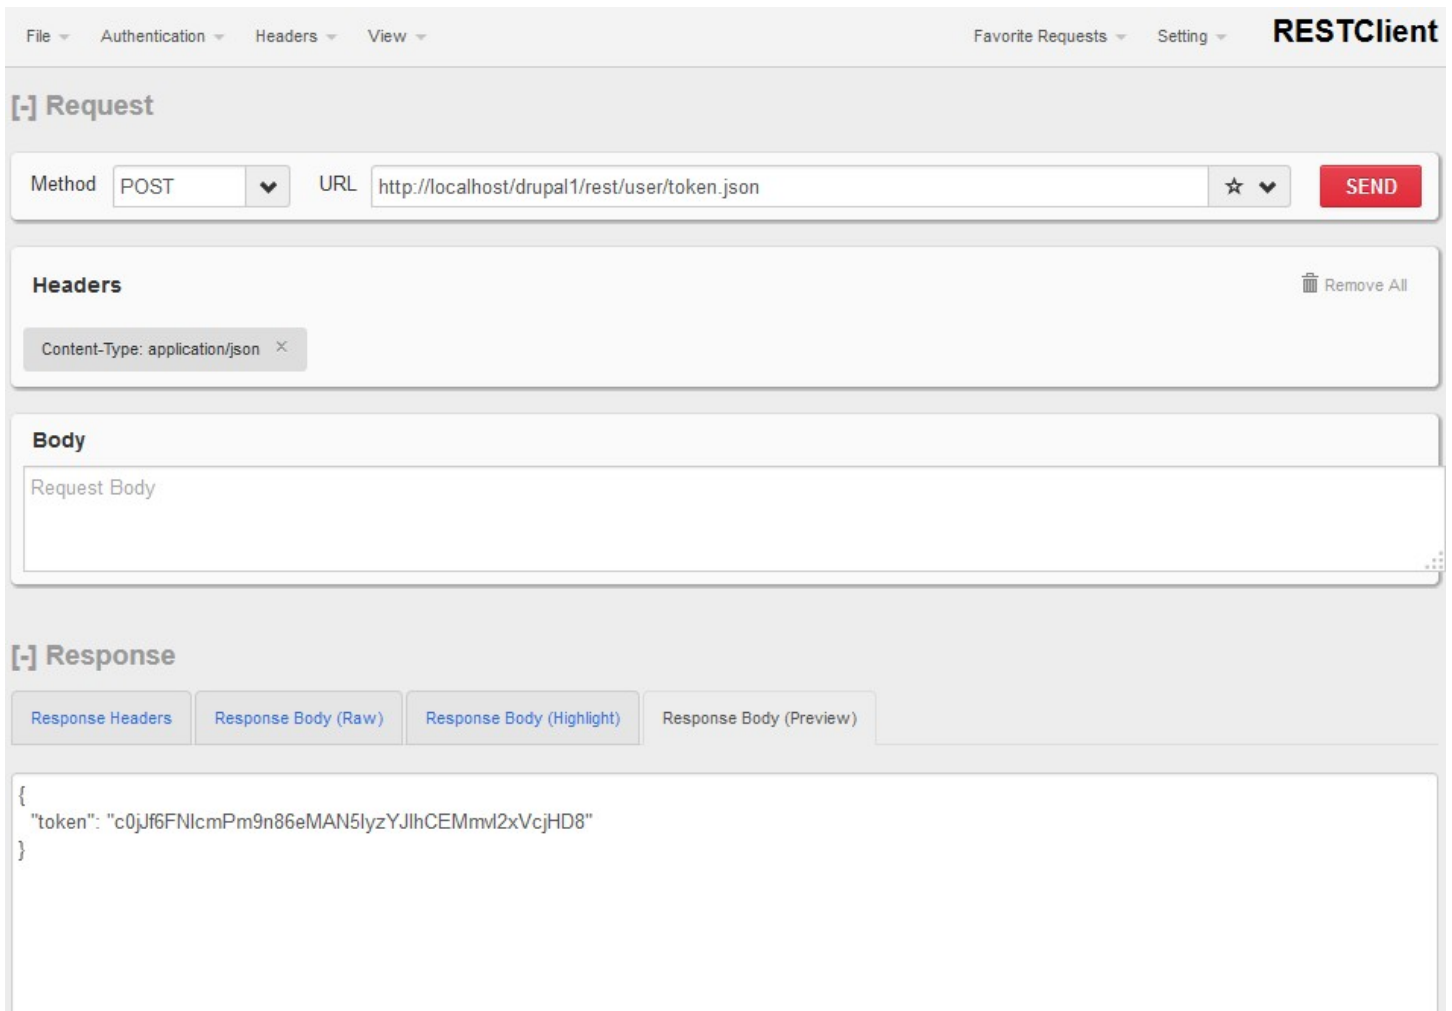 File Authentication Headers View Favorite Requests Setting RESTClient
[-] Request
Method POST URL http://localhost/drupal1/rest/user/token.json SEND
Headers Remove All
Content-Type: application/json ×
Body
Request Body
[-] Response
Response Headers Response Body (Raw) Response Body (Highlight) Response Body (Preview)
{
"token": "c0jJf6FNlcmPm9n86eMAN5lyzYJlhCEMmvl2xVcjHD8"
}